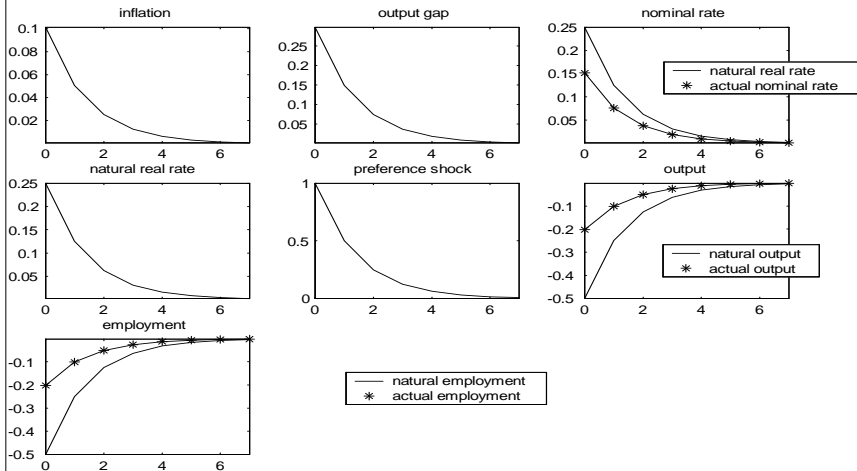 inflation
output gap
nominal rate
0.1
0.08
0.06
0.04
0.02
0 2 4 6
0.25
0.2
0.15
0.1
0.05
0 2 4 6
0.25
0.2
0.15
0.1
0.05
0 2 4 6
natural real rate
actual nominal rate
natural real rate
preference shock
output
0.25
0.2
0.15
0.1
0.05
0 2 4 6
1
0.5
0
0 2 4 6
-0.1
-0.2
-0.3
-0.4
-0.5
0 2 4 6
natural output
actual output
employment
-0.1
-0.2
-0.3
-0.4
-0.5
0 2 4 6
natural employment
actual employment